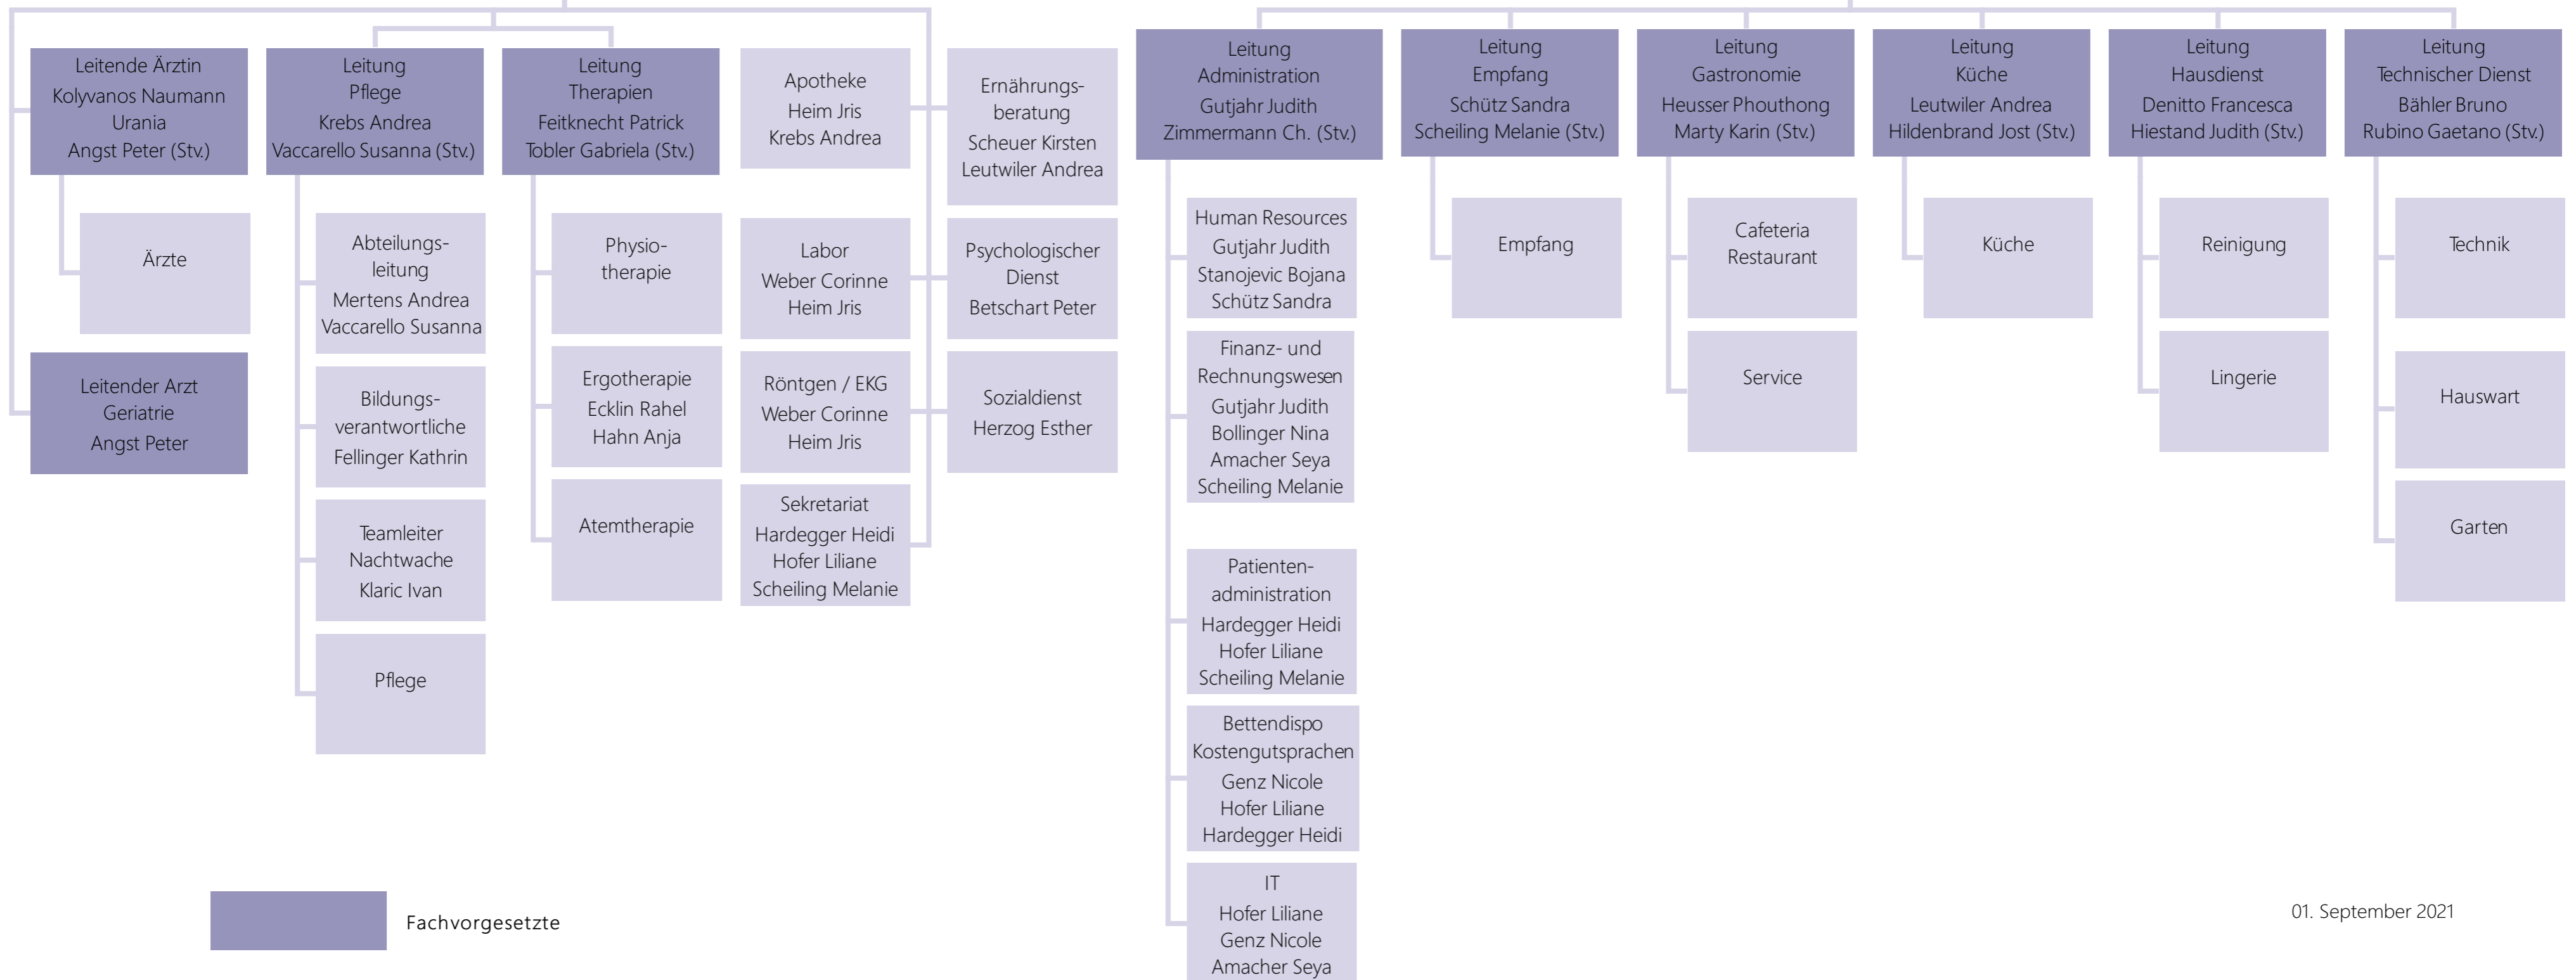 Leitende Ärztin
Kolyvanos Naumann
Urania
Angst Peter (Stv.)
Ärzte
Leitender Arzt
Geriatrie
Angst Peter
Leitung
Pflege
Krebs Andrea
Vaccarello Susanna (Stv.)
Abteilungs-
leitung
Mertens Andrea
Vaccarello Susanna
Bildungs-
verantwortliche
Fellinger Kathrin
Teamleiter
Nachtwache
Klaric Ivan
Pflege
Leitung
Therapien
Feitknecht Patrick
Tobler Gabriela (Stv.)
Physio-
therapie
Ergotherapie
Ecklin Rahel
Hahn Anja
Atemtherapie
Apotheke
Heim Jris
Krebs Andrea
Labor
Weber Corinne
Heim Jris
Röntgen / EKG
Weber Corinne
Heim Jris
Sekretariat
Hardegger Heidi
Hofer Liliane
Scheiling Melanie
Ernährungs-
beratung
Scheuer Kirsten
Leutwiler Andrea
Psychologischer
Dienst
Betschart Peter
Sozialdienst
Herzog Esther
Leitung
Administration
Gutjahr Judith
Zimmermann Ch. (Stv.)
Human Resources
Gutjahr Judith
Stanojevic Bojana
Schütz Sandra
Finanz- und
Rechnungswesen
Gutjahr Judith
Bollinger Nina
Amacher Seya
Scheiling Melanie
Patienten-
administration
Hardegger Heidi
Hofer Liliane
Scheiling Melanie
Bettendispo
Kostengutsprachen
Genz Nicole
Hofer Liliane
Hardegger Heidi
IT
Hofer Liliane
Genz Nicole
Amacher Seya
Leitung
Empfang
Schütz Sandra
Scheiling Melanie (Stv.)
Empfang
Leitung
Gastronomie
Heusser Phouthong
Marty Karin (Stv.)
Cafeteria
Restaurant
Service
Leitung
Küche
Leutwiler Andrea
Hildenbrand Jost (Stv.)
Küche
Leitung
Hausdienst
Denitto Francesca
Hiestand Judith (Stv.)
Reinigung
Lingerie
Leitung
Technischer Dienst
Bähler Bruno
Rubino Gaetano (Stv.)
Technik
Hauswart
Garten
Fachvorgesetzte
01. September 2021